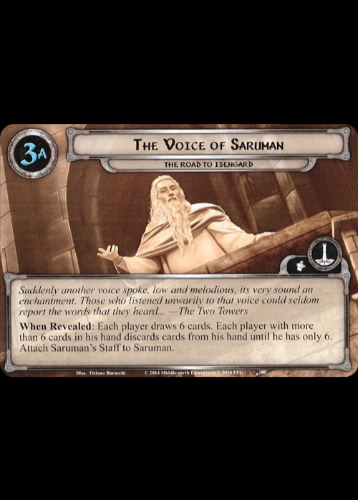 3A
The Voice of Saruman
The Road to Isengard
Suddenly another voice spoke, low and melodious, its very sound an
enchantment. Those who listened unwarily to that voice could seldom
report the words that they heard... —The Two Towers
When Revealed: Each player draws 6 cards. Each player with more
than 6 cards in his hand discards cards from his hand until he has only 6.
Attach Saruman's Staff to Saruman.
Illus. Tiziano Baracchi © 2014 Middle-earth Enterprises © 2014 FFG